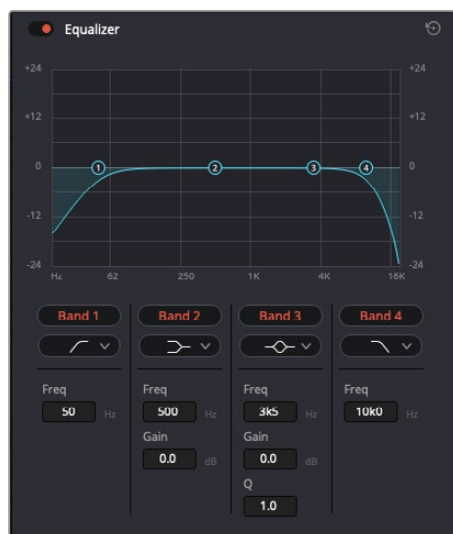 Equalizer
+24 +24
+12 +12
0 0
1 2 3 4
-12 -12
-24 -24
Hz 62 250 1K 4K 16K
Band 1 Band 2 Band 3 Band 4
Freq Freq Freq Freq
50 Hz 500 Hz 3k5 Hz 10k0 Hz
Gain Gain
0.0 dB 0.0 dB
Q
1.0